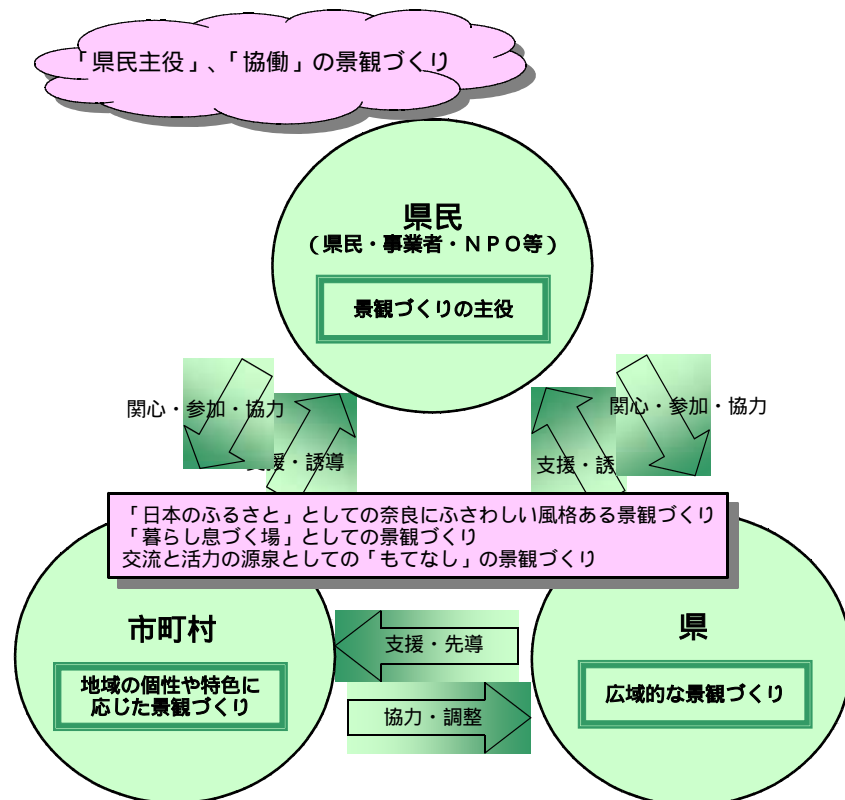 「県民主役」、「協働」の景観づくり
県民
（県民・事業者・ＮＰＯ等）
景観づくりの主役
関心・参加・協力
関心・参加・協力
支援・誘導
支援・誘
「日本のふるさと」としての奈良にふさわしい風格ある景観づくり
「暮らし息づく場」としての景観づくり
交流と活力の源泉としての「もてなし」の景観づくり
市町村
地域の個性や特色に
応じた景観づくり
県
広域的な景観づくり
支援・先導
協力・調整